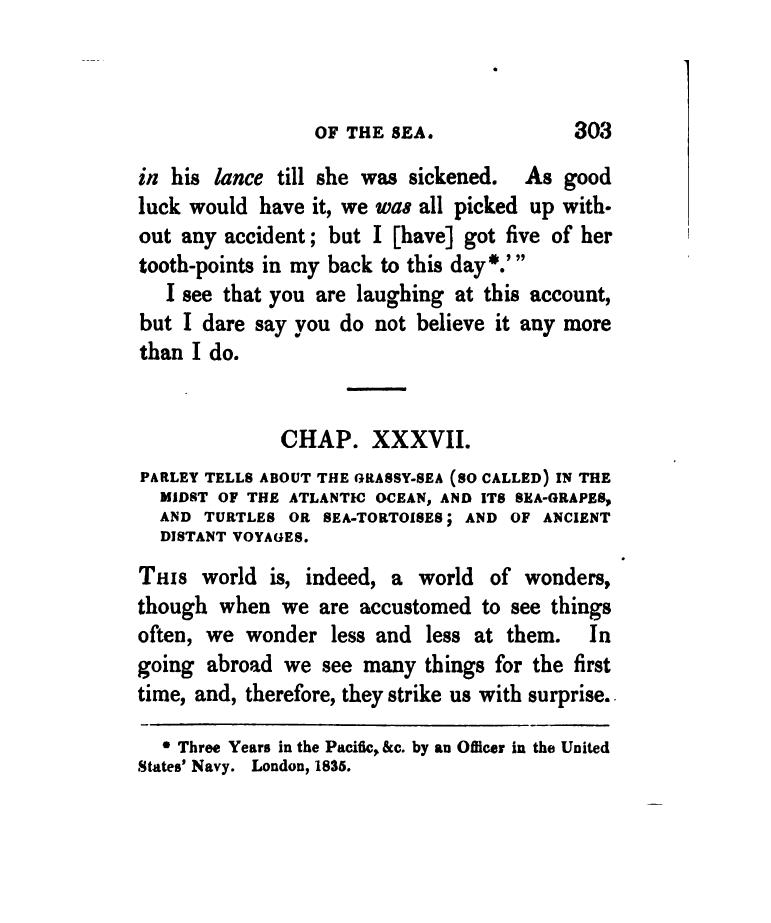 OF THE SEA. 303
in his lance till she was sickened. As good
luck would have it, we was all picked up with-
out any accident; but I [have] got five of her
tooth-points in my back to this day*.'"
I see that you are laughing at this account,
but I dare say you do not believe it any more
than I do.
CHAP. XXXVII.
PARLEY TELLS ABOUT THE GRASSY-SEA (SO CALLED) IN THE
MIDST OF THE ATLANTIC OCEAN, AND ITS SEA-GRAPES,
AND TURTLES OR SEA-TORTOISES; AND OF ANCIENT
DISTANT VOYAGES.
THIS world is, indeed, a world of wonders,
though when we are accustomed to see things
often, we wonder less and less at them. In
going abroad we see many things for the first
time, and, therefore, they strike us with surprise.
* Three Years in the Pacific, &c. by an Officer in the United
States' Navy. London, 1835.